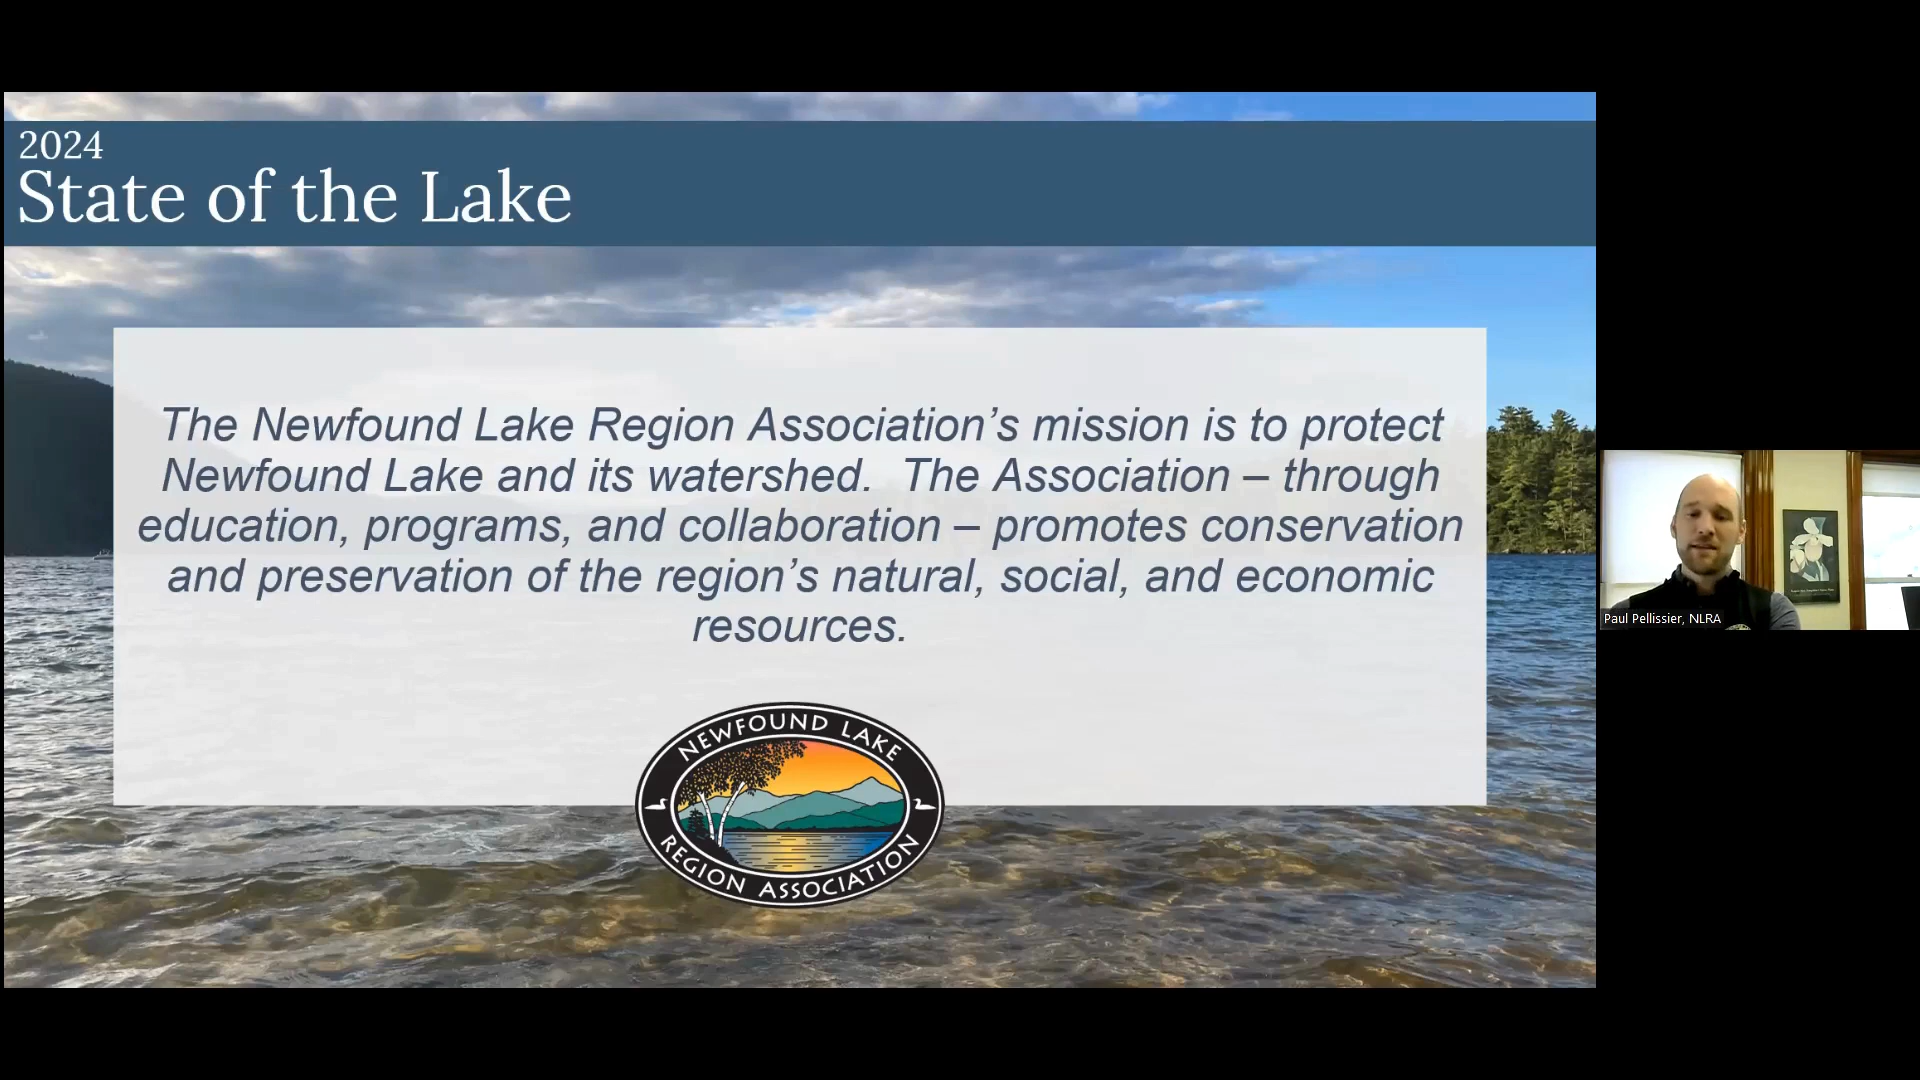 2024
State of the Lake
The Newfound Lake Region Association’s mission is to protect
Newfound Lake and its watershed.  The Association – through
education, programs, and collaboration – promotes conservation
and preservation of the region’s natural, social, and economic
resources.
NEWFOUND LAKE
REGION ASSOCIATION
Paul Pellissier, NLRA